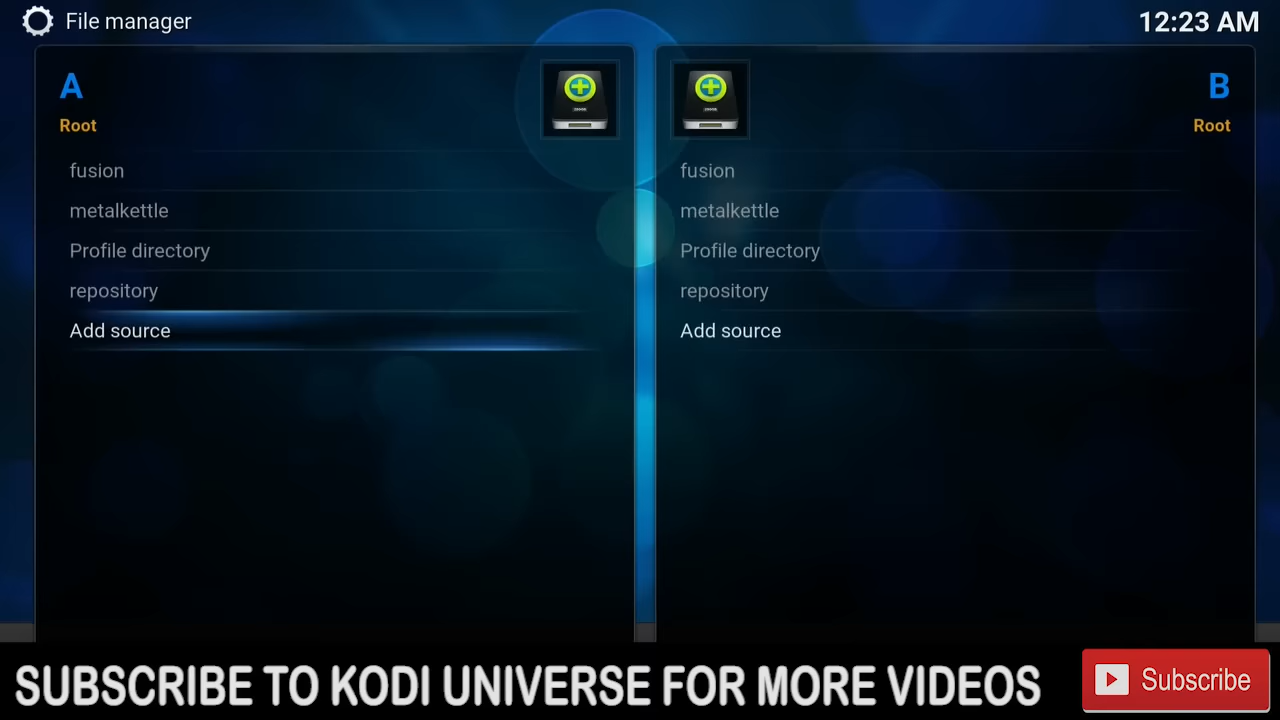 File manager
12:23 AM
A
Root
fusion
metalkettle
Profile directory
repository
Add source
B
Root
fusion
metalkettle
Profile directory
repository
Add source
SUBSCRIBE TO KODI UNIVERSE FOR MORE VIDEOS
Subscribe